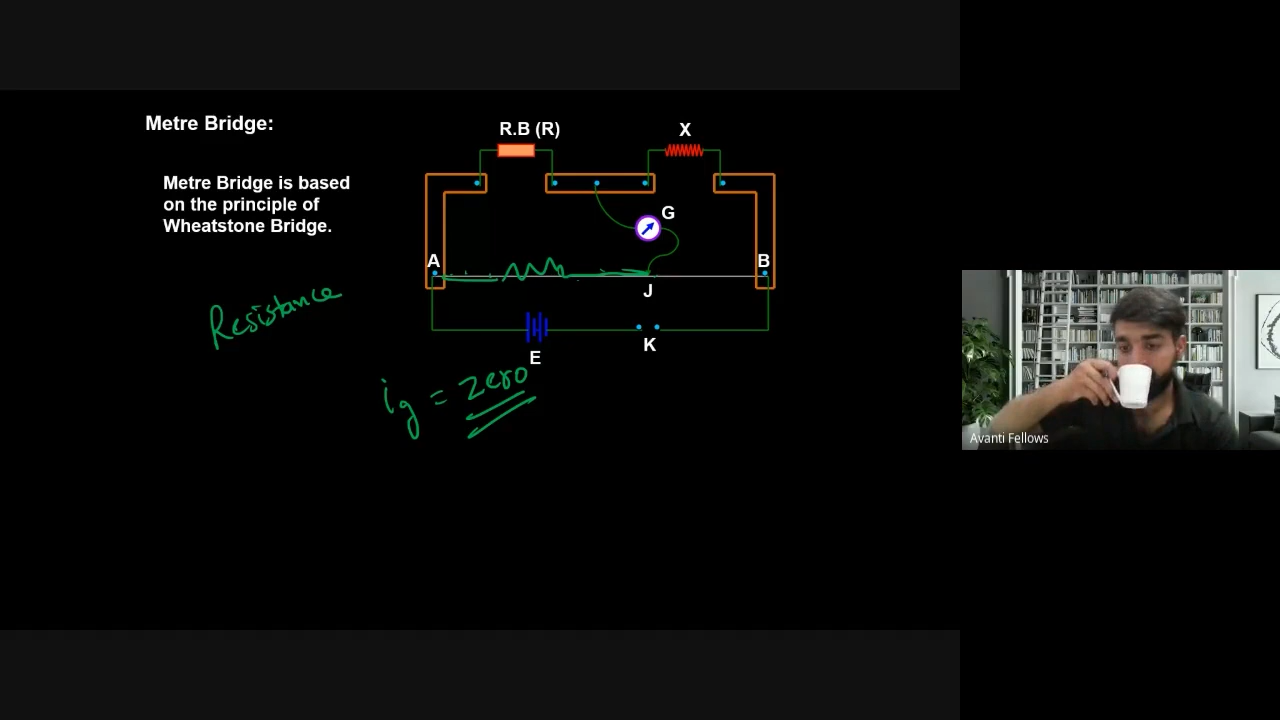 Metre Bridge:
R.B (R)
X
Metre Bridge is based
on the principle of
Wheatstone Bridge.
G
A
B
J
Resistance
K
E
ig = zero
Avanti Fellows